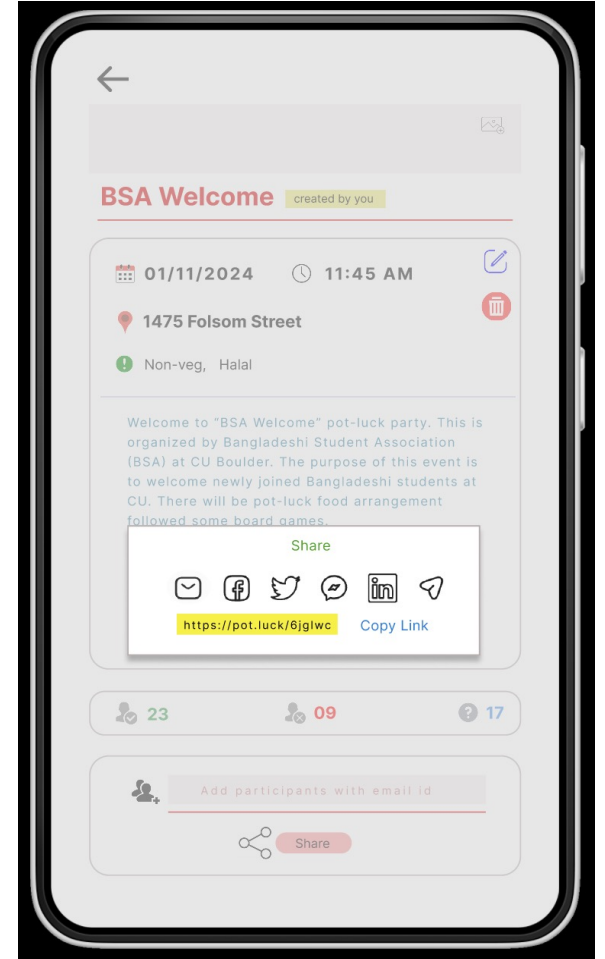 BSA Welcome created by you
01/11/2024 11:45 AM
1475 Folsom Street
Non-veg, Halal
Welcome to "BSA Welcome" pot-luck party. This is
organized by Bangladeshi Student Association
(BSA) at CU Boulder. The purpose of this event is
to welcome newly joined Bangladeshi students at
CU. There will be pot-luck food arrangement
followed some board games.
Share
https://pot.luck/6jglwc Copy Link
23 09 17
Add participants with email id
Share